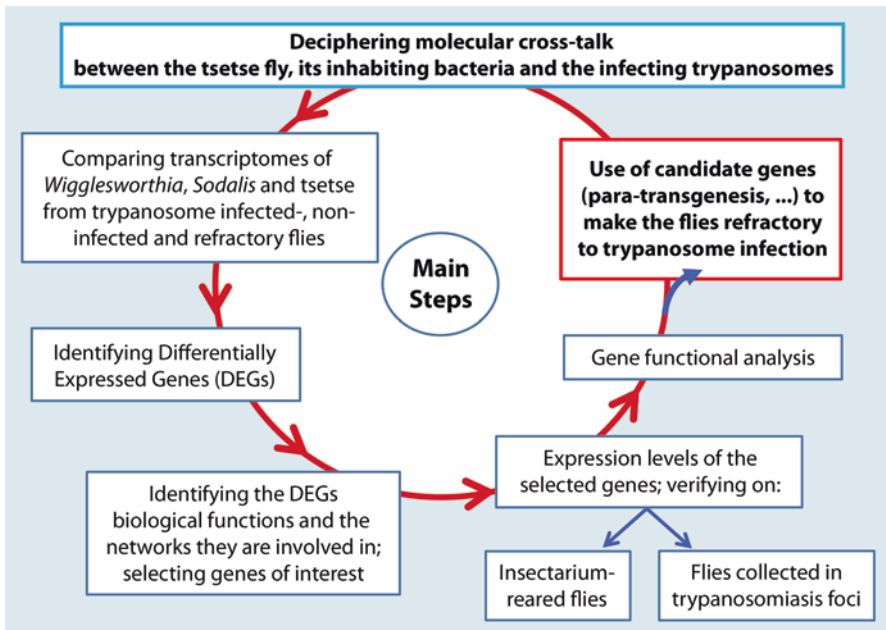 Deciphering molecular cross-talk
between the tsetse fly, its inhabiting bacteria and the infecting trypanosomes
Comparing transcriptomes of
Wigglesworthia, Sodalis and tsetse
from trypanosome infected-, non-
infected and refractory flies
Identifying Differentially
Expressed Genes (DEGs)
Identifying the DEGs
biological functions and the
networks they are involved in;
selecting genes of interest
Expression levels of the
selected genes; verifying on:
Insectarium-
reared flies
Flies collected in
trypanosomiasis foci
Gene functional analysis
Use of candidate genes
(para-transgenesis, ...) to
make the flies refractory
to trypanosome infection
Main
Steps